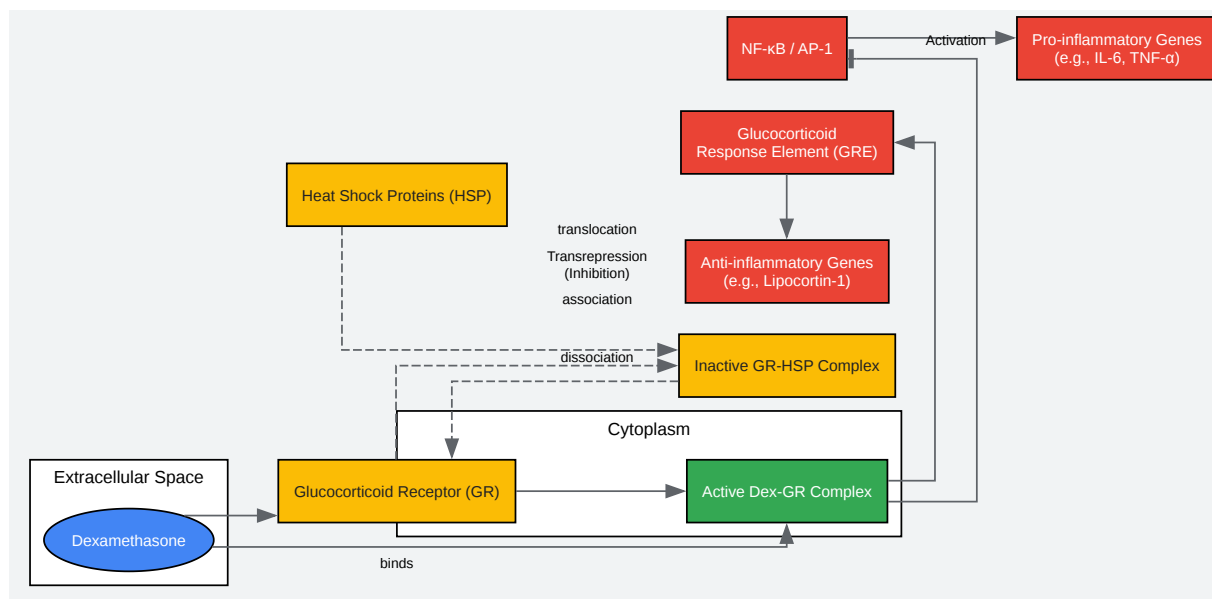 NF-κB / AP-1
Activation
Pro-inflammatory Genes
(e.g., IL-6, TNF-α)
Glucocorticoid
Response Element (GRE)
Heat Shock Proteins (HSP)
translocation
Transrepression
(Inhibition)
association
Anti-inflammatory Genes
(e.g., Lipocortin-1)
dissociation
Inactive GR-HSP Complex
Cytoplasm
Extracellular Space
Glucocorticoid Receptor (GR)
Active Dex-GR Complex
Dexamethasone
binds